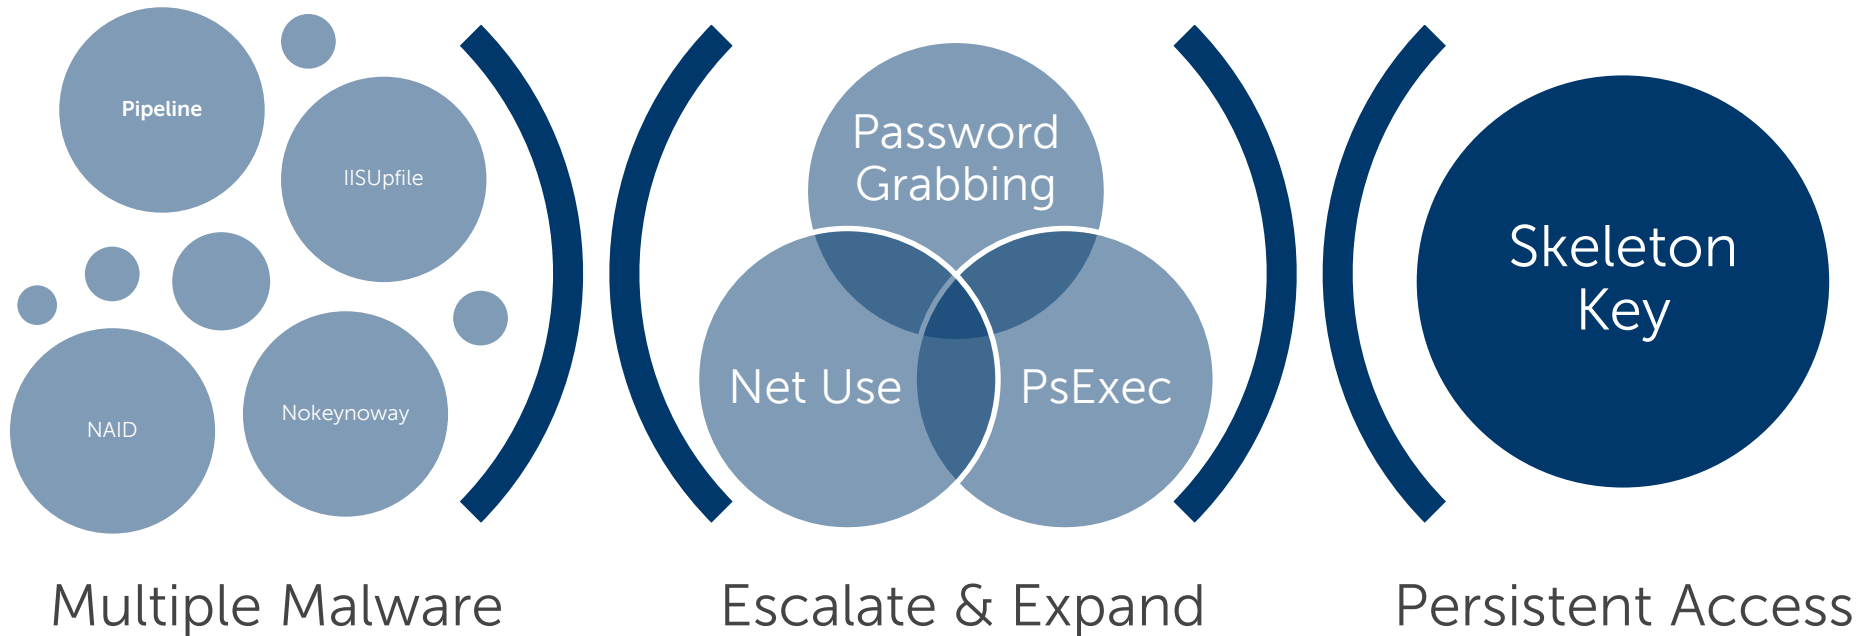 Pipeline
IISUpfile
NAID
Nokeynoway
Multiple Malware
Password
Grabbing
Net Use
PsExec
Escalate & Expand
Skeleton
Key
Persistent Access